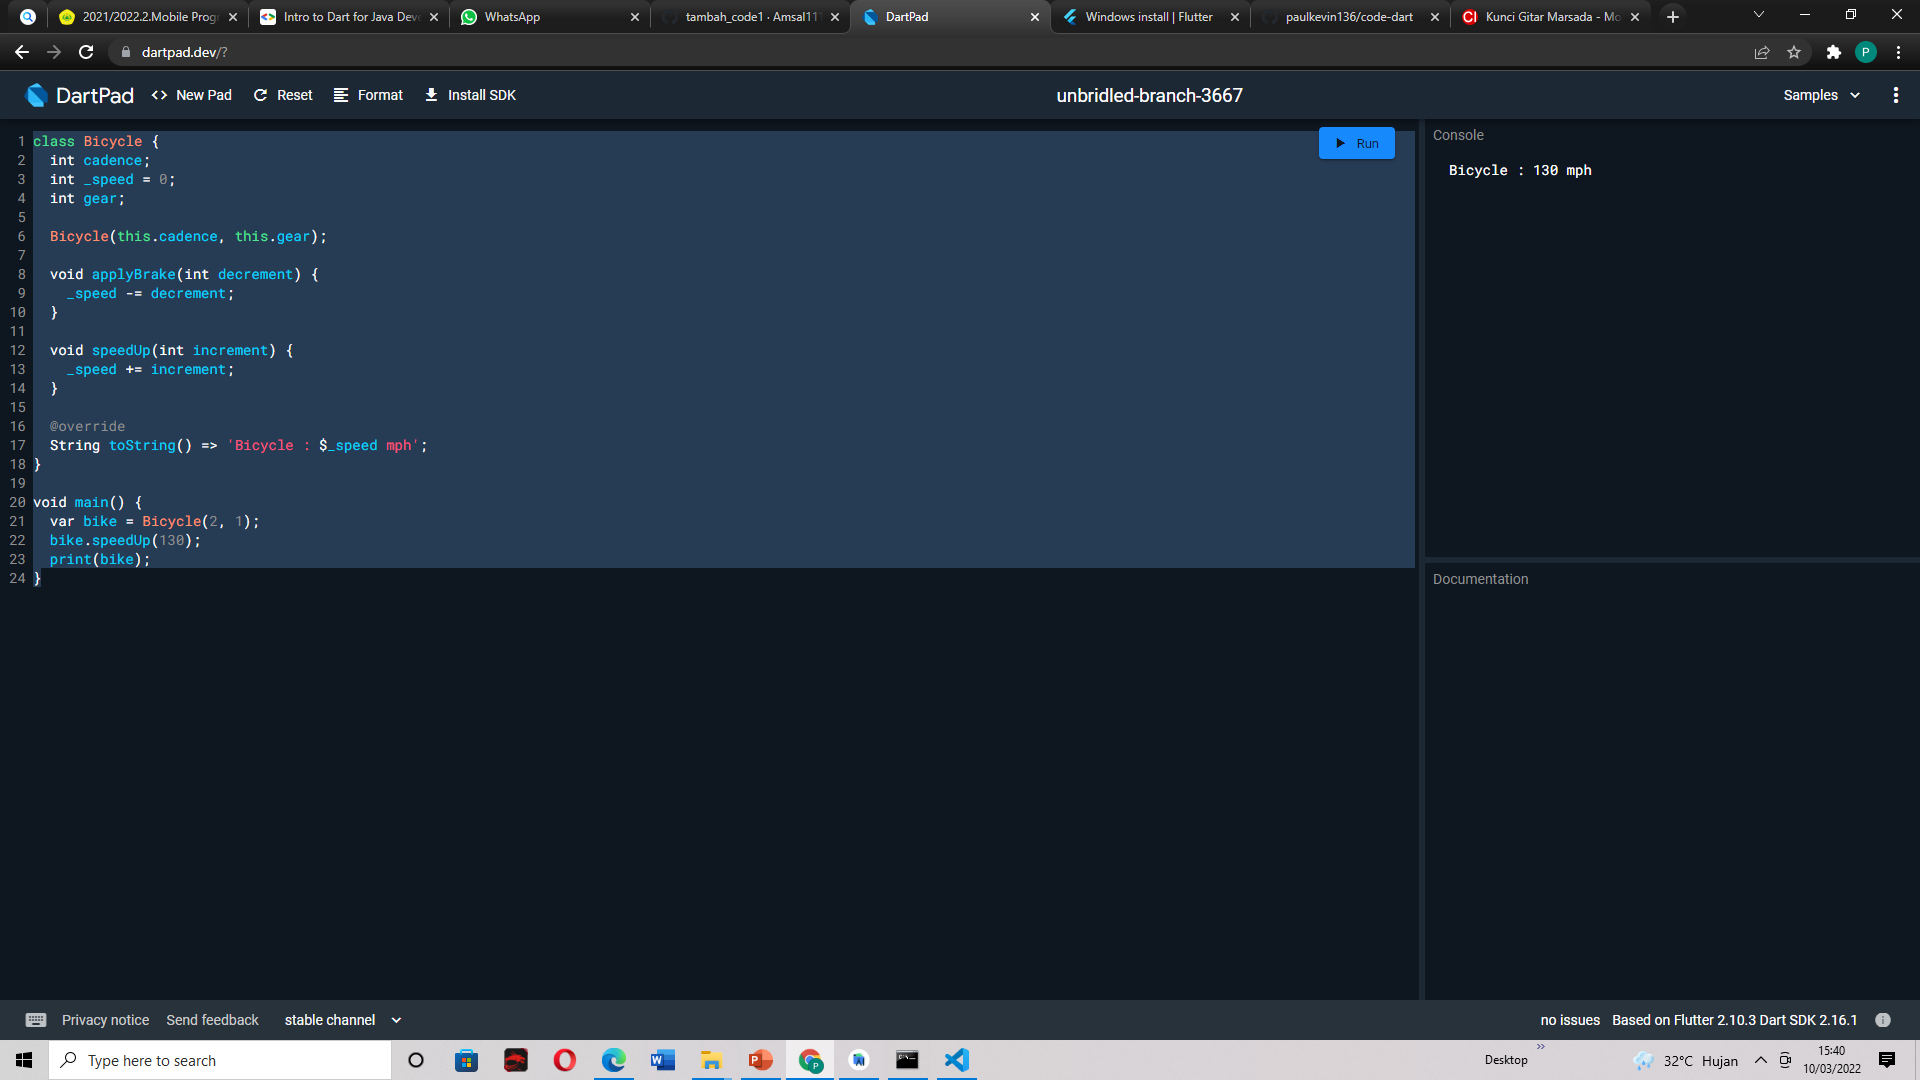 2021/2022.2.Mobile Progr
Intro to Dart for Java Deve
WhatsApp
tambah_code1 · Amsal111
DartPad
Windows install | Flutter
paulkevin136/code-dart
CI Kunci Gitar Marsada - Mo
dartpad.dev/?
P
DartPad
<> New Pad
Reset
Format
Install SDK
unbridled-branch-3667
Samples
1 class Bicycle {
2 int cadence;
3 int _speed = 0;
4 int gear;
5
6 Bicycle(this.cadence, this.gear);
7
8 void applyBrake(int decrement) {
9 _speed -= decrement;
10 }
11
12 void speedUp(int increment) {
13 _speed += increment;
14 }
15
16 @override
17 String toString() => 'Bicycle : $_speed mph';
18 }
19
20 void main() {
21 var bike = Bicycle(2, 1);
22 bike.speedUp(130);
23 print(bike);
24 }
Run
Console
Bicycle : 130 mph
Documentation
Privacy notice
Send feedback
stable channel
no issues
Based on Flutter 2.10.3 Dart SDK 2.16.1
Type here to search
Desktop
32°C Hujan
15:40
10/03/2022